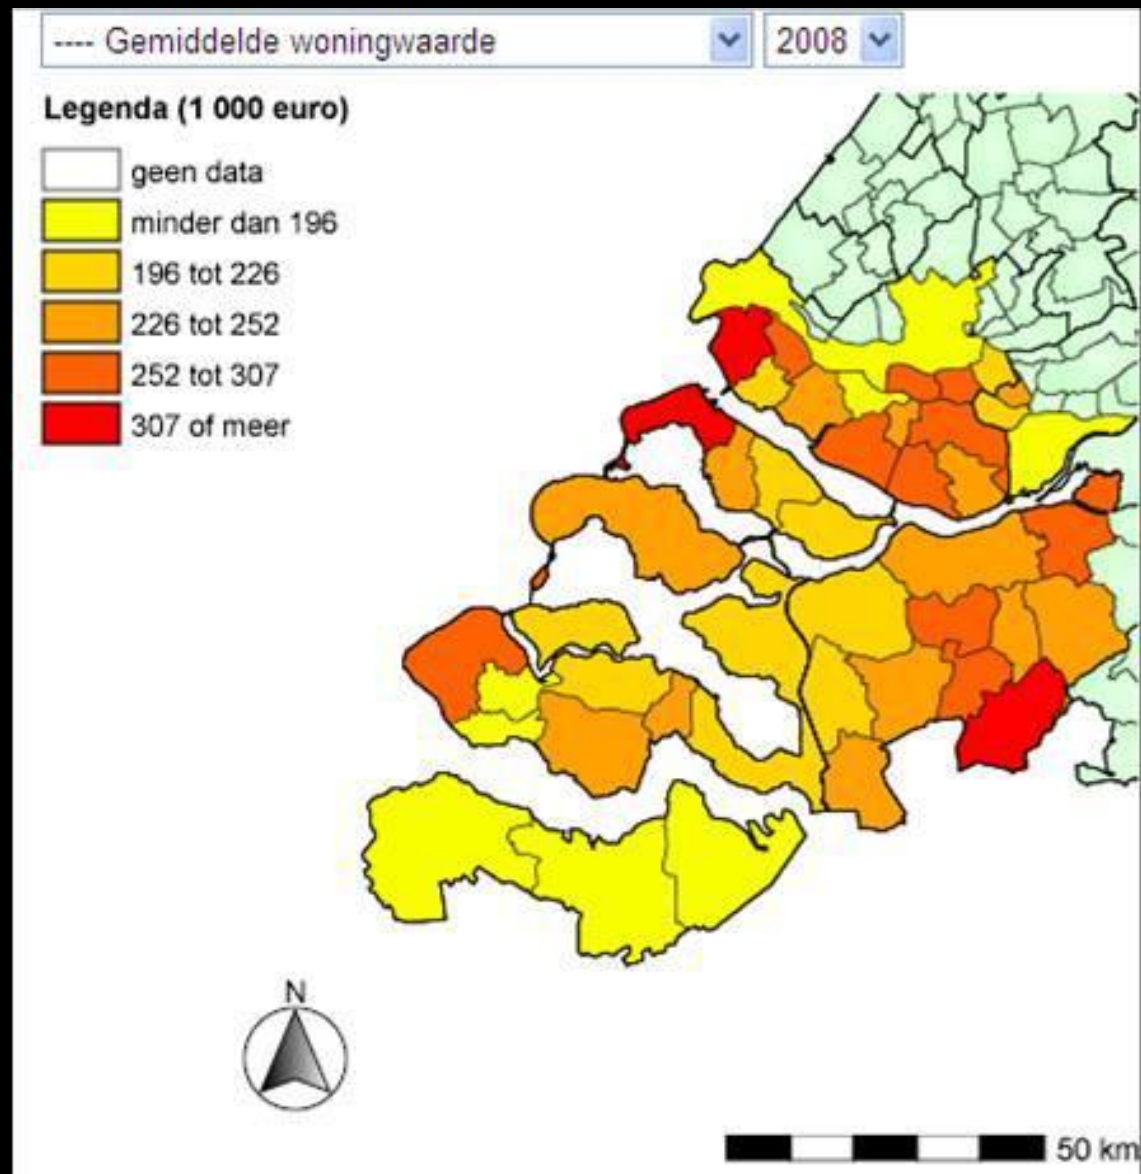 ---- Gemiddelde woningwaarde 2008
Legenda (1 000 euro)
geen data
minder dan 196
196 tot 226
226 tot 252
252 tot 307
307 of meer
N
50 km